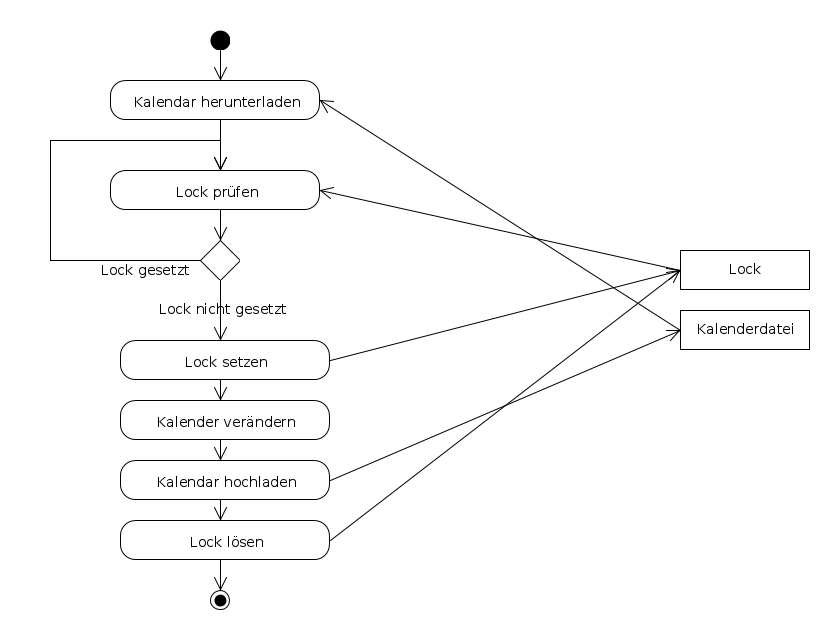 Kalendar herunterladen
Lock prüfen
Lock gesetzt
Lock nicht gesetzt
Lock setzen
Kalender verändern
Kalendar hochladen
Lock lösen
Lock
Kalenderdatei